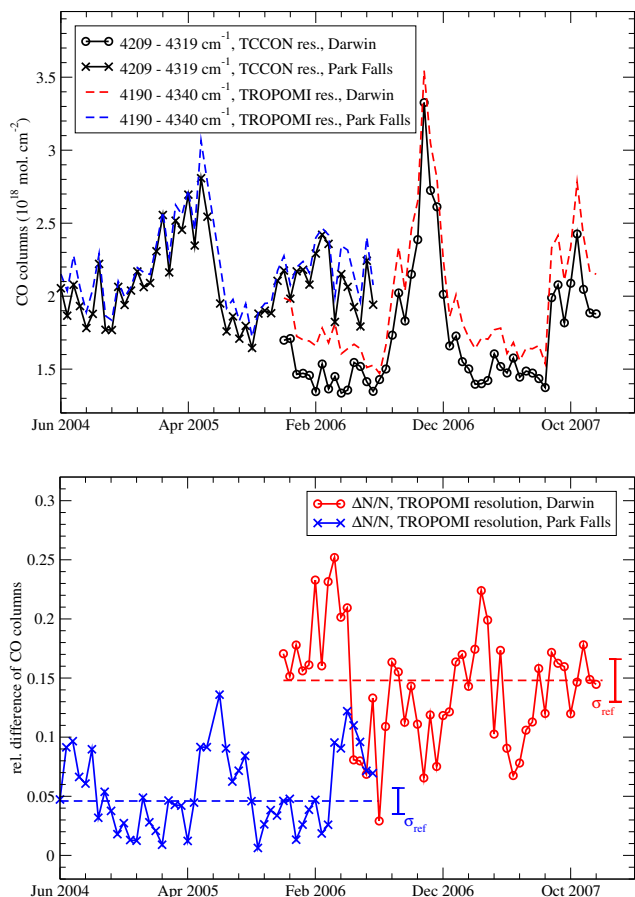 4209 - 4319 cm⁻¹, TCCON res., Darwin
4209 - 4319 cm⁻¹, TCCON res., Park Falls
4190 - 4340 cm⁻¹, TROPOMI res., Darwin
4190 - 4340 cm⁻¹, TROPOMI res., Park Falls
CO columns (10¹⁸ mol. cm⁻²)
3.5
3
2.5
2
1.5
1
Jun 2004 Apr 2005 Feb 2006 Dec 2006 Oct 2007
ΔN/N, TROPOMI resolution, Darwin
ΔN/N, TROPOMI resolution, Park Falls
rel. difference of CO columns
0.3
0.25
0.2
0.15
0.1
0.05
0
σref
σref
Jun 2004 Apr 2005 Feb 2006 Dec 2006 Oct 2007